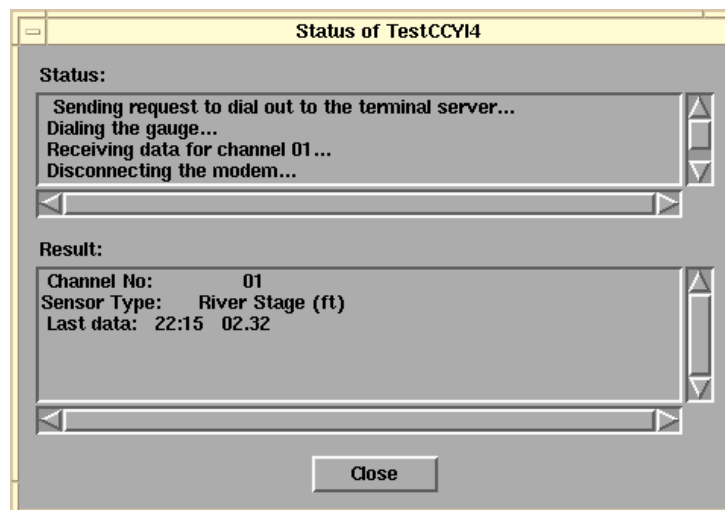 Status of TestCCYI4
Status:
Sending request to dial out to the terminal server...
Dialing the gauge...
Receiving data for channel 01...
Disconnecting the modem...
Result:
Channel No: 01
Sensor Type: River Stage (ft)
Last data: 22:15 02.32
Close